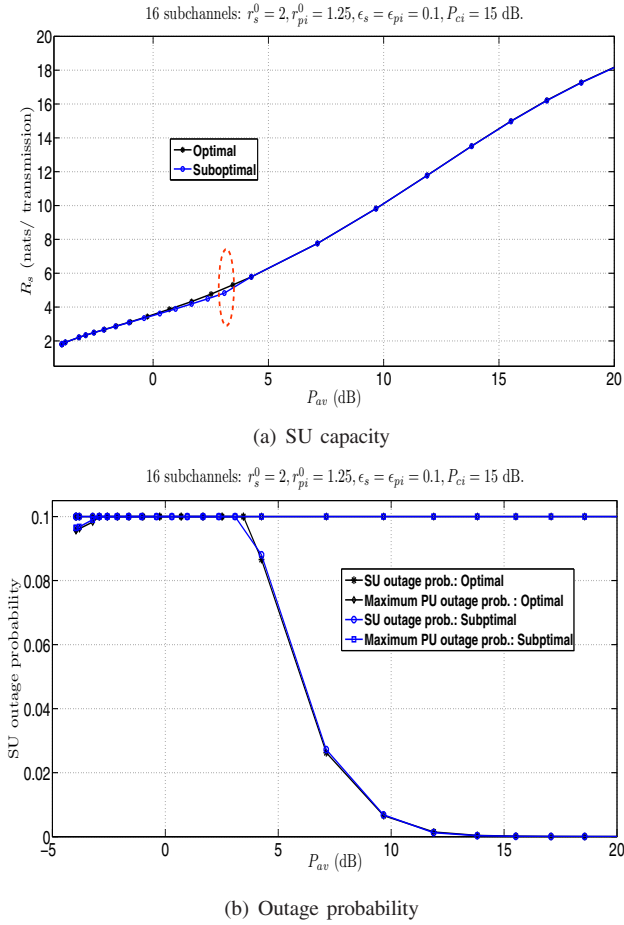 16 subchannels: $r_s^0 = 2, r_{pi}^0 = 1.25, \epsilon_s = \epsilon_{pi} = 0.1, P_{ci} = 15$ dB.
20
18
16
14
12
10
8
6
4
2
R_s (nats/ transmission)
Optimal
Suboptimal
0 5 10 15 20
P_{av} (dB)
(a) SU capacity
16 subchannels: $r_s^0 = 2, r_{pi}^0 = 1.25, \epsilon_s = \epsilon_{pi} = 0.1, P_{ci} = 15$ dB.
0.1
0.08
0.06
0.04
0.02
0
SU outage probability
SU outage prob.: Optimal
Maximum PU outage prob. : Optimal
SU outage prob.: Subptimal
Maximum PU outage prob.: Subptimal
-5 0 5 10 15 20
P_{av} (dB)
(b) Outage probability